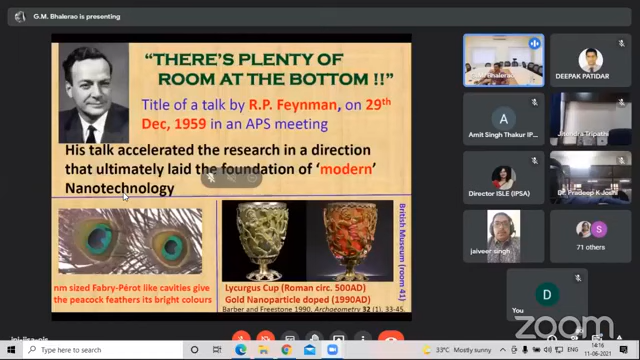 G.M. Bhalerao is presenting
"THERE'S PLENTY OF
ROOM AT THE BOTTOM !!"
Title of a talk by R.P. Feynman, on 29th
Dec, 1959 in an APS meeting
His talk accelerated the research in a direction
that ultimately laid the foundation of 'modern'
Nanotechnology
nm sized Fabry-Pérot like cavities give
the peacock feathers its bright colours
Lycurgus Cup (Roman circ. 500AD)
Gold Nanoparticle doped (1990AD)
Barber and Freestone 1990, Archaeometry 32 (1), 33-45.
British Museum (room 41)
Bhalerao
DEEPAK PATIDAR
A
Amit Singh Thakur IP...
Jitendra Tripathi
Director ISLE (IPSA)
Dr. Pradeep K Joshi
jaiveer singh
S
71 others
D
You
zoom
Type here to search
33°C Mostly sunny
ENG
14:16
11-06-2021